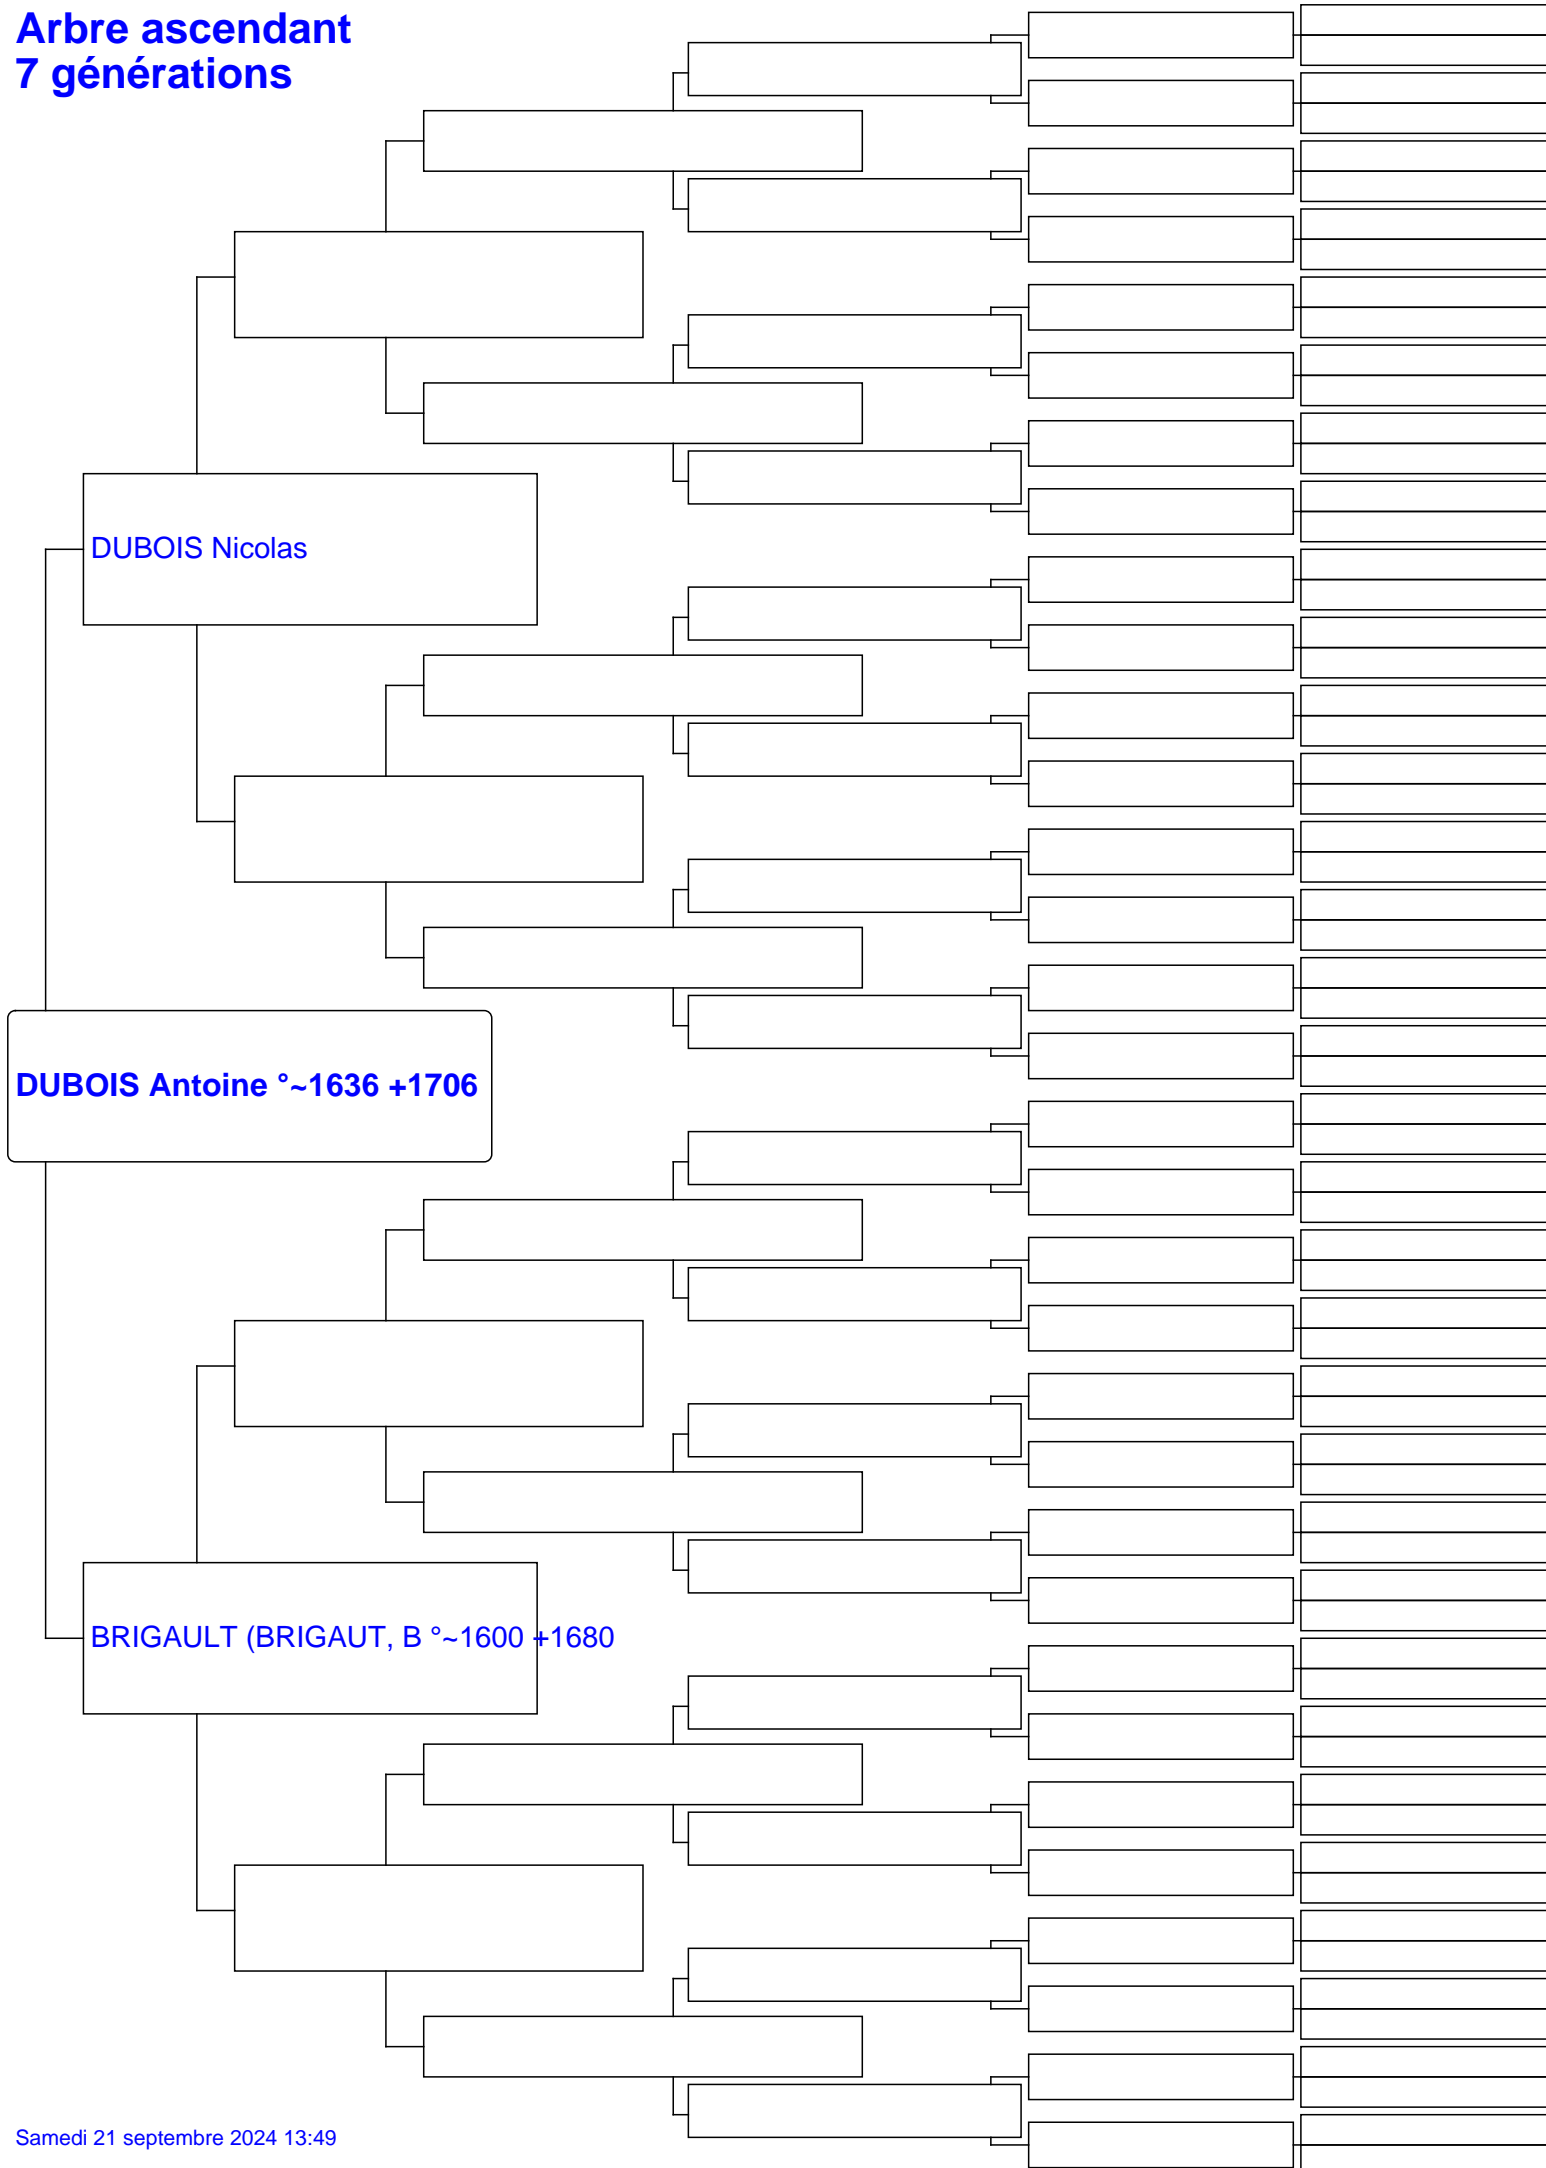 Arbre ascendant
7 générations
DUBOIS Nicolas
DUBOIS Antoine °~1636 +1706
BRIGAULT (BRIGAUT, B °~1600 +1680
Samedi 21 septembre 2024 13:49